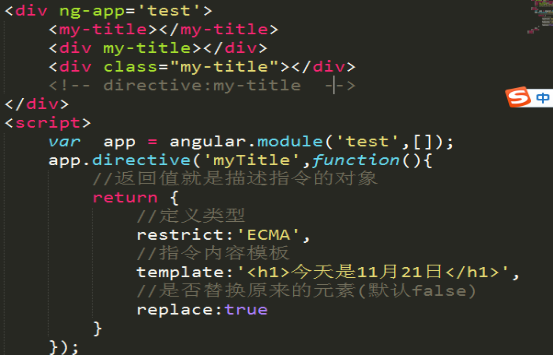 <div ng-app='test'>
    <my-title></my-title>
    <div my-title></div>
    <div class="my-title"></div>
    <!-- directive:my-title  -->
</div>
<script>
    var  app = angular.module('test',[]);
    app.directive('myTitle',function(){
        //返回值就是描述指令的对象
        return {
            //定义类型
            restrict:'ECMA',
            //指令内容模板
            template:'<h1>今天是11月21日</h1>',
            //是否替换原来的元素(默认false)
            replace:true
        }
    });
S 中